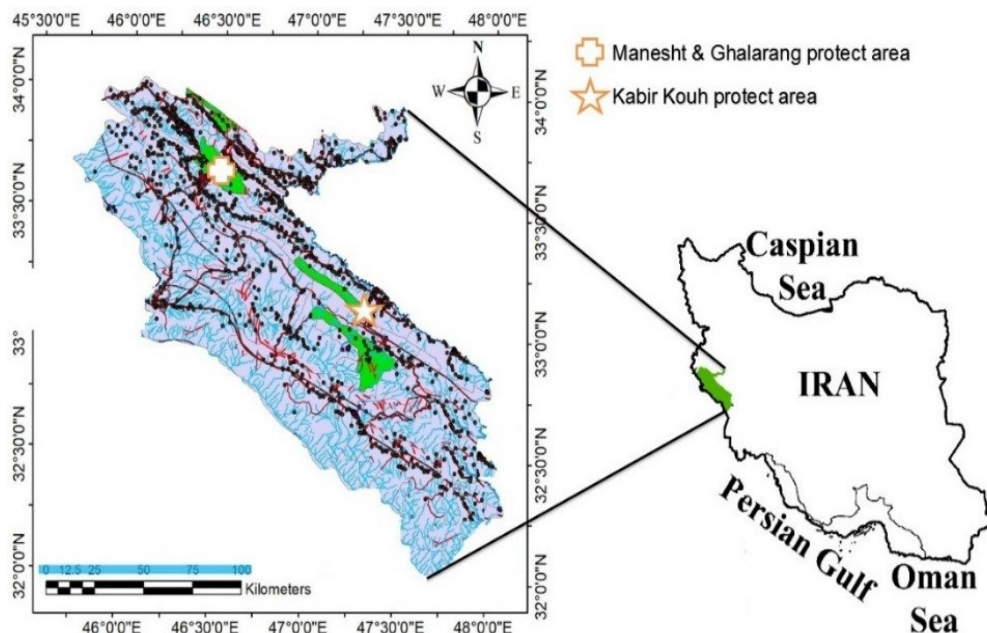 45°30'0"E 46°0'0"E 46°30'0"E 47°0'0"E 47°30'0"E 48°0'0"E
Manesht & Ghalarang protect area
Kabir Kouh protect area
N
W E
S
34°0'0"N
33°30'0"N
33°
32°30'0"N
32°0'0"N
34°0'0"N
33°30'0"N
33°0'0"N
32°30'0"N
32°0'0"N
Caspian
Sea
IRAN
Persian Gulf
Oman
Sea
0 12.5 25 50 75 100
Kilometers
46°0'0"E 46°30'0"E 47°0'0"E 47°30'0"E 48°0'0"E